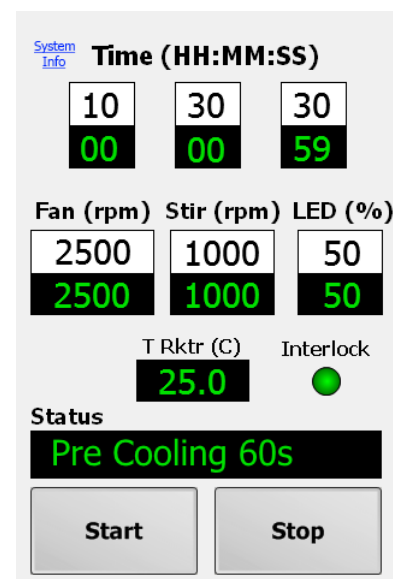 System
Info
Time (HH:MM:SS)
10 30 30
00 00 59
Fan (rpm) Stir (rpm) LED (%)
2500 1000 50
2500 1000 50
T Rktr (C) Interlock
25.0
Status
Pre Cooling 60s
Start Stop